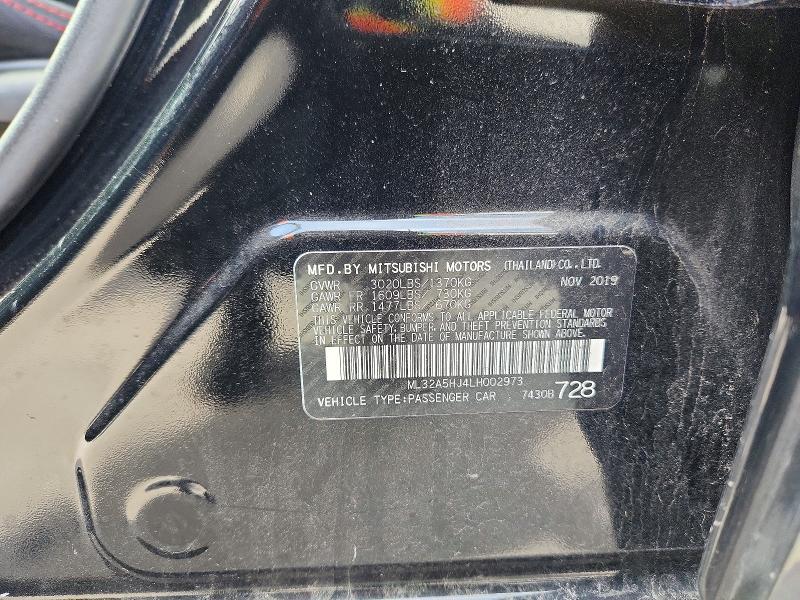 MFD.BY MITSUBISHI MOTORS (THAILAND) CO., LTD.
GVWR 3020LBS/1370KG NOV 2019
GAWR FR 1609LBS/ 730KG
GAWR RR 1477LBS/ 670KG
THIS VEHICLE CONFORMS TO ALL APPLICABLE FEDERAL MOTOR
VEHICLE SAFETY, BUMPER, AND THEFT PREVENTION STANDARDS
IN EFFECT ON THE DATE OF MANUFACTURE SHOWN ABOVE.
ML32A5HJ4LH002973
VEHICLE TYPE:PASSENGER CAR 7430B 728